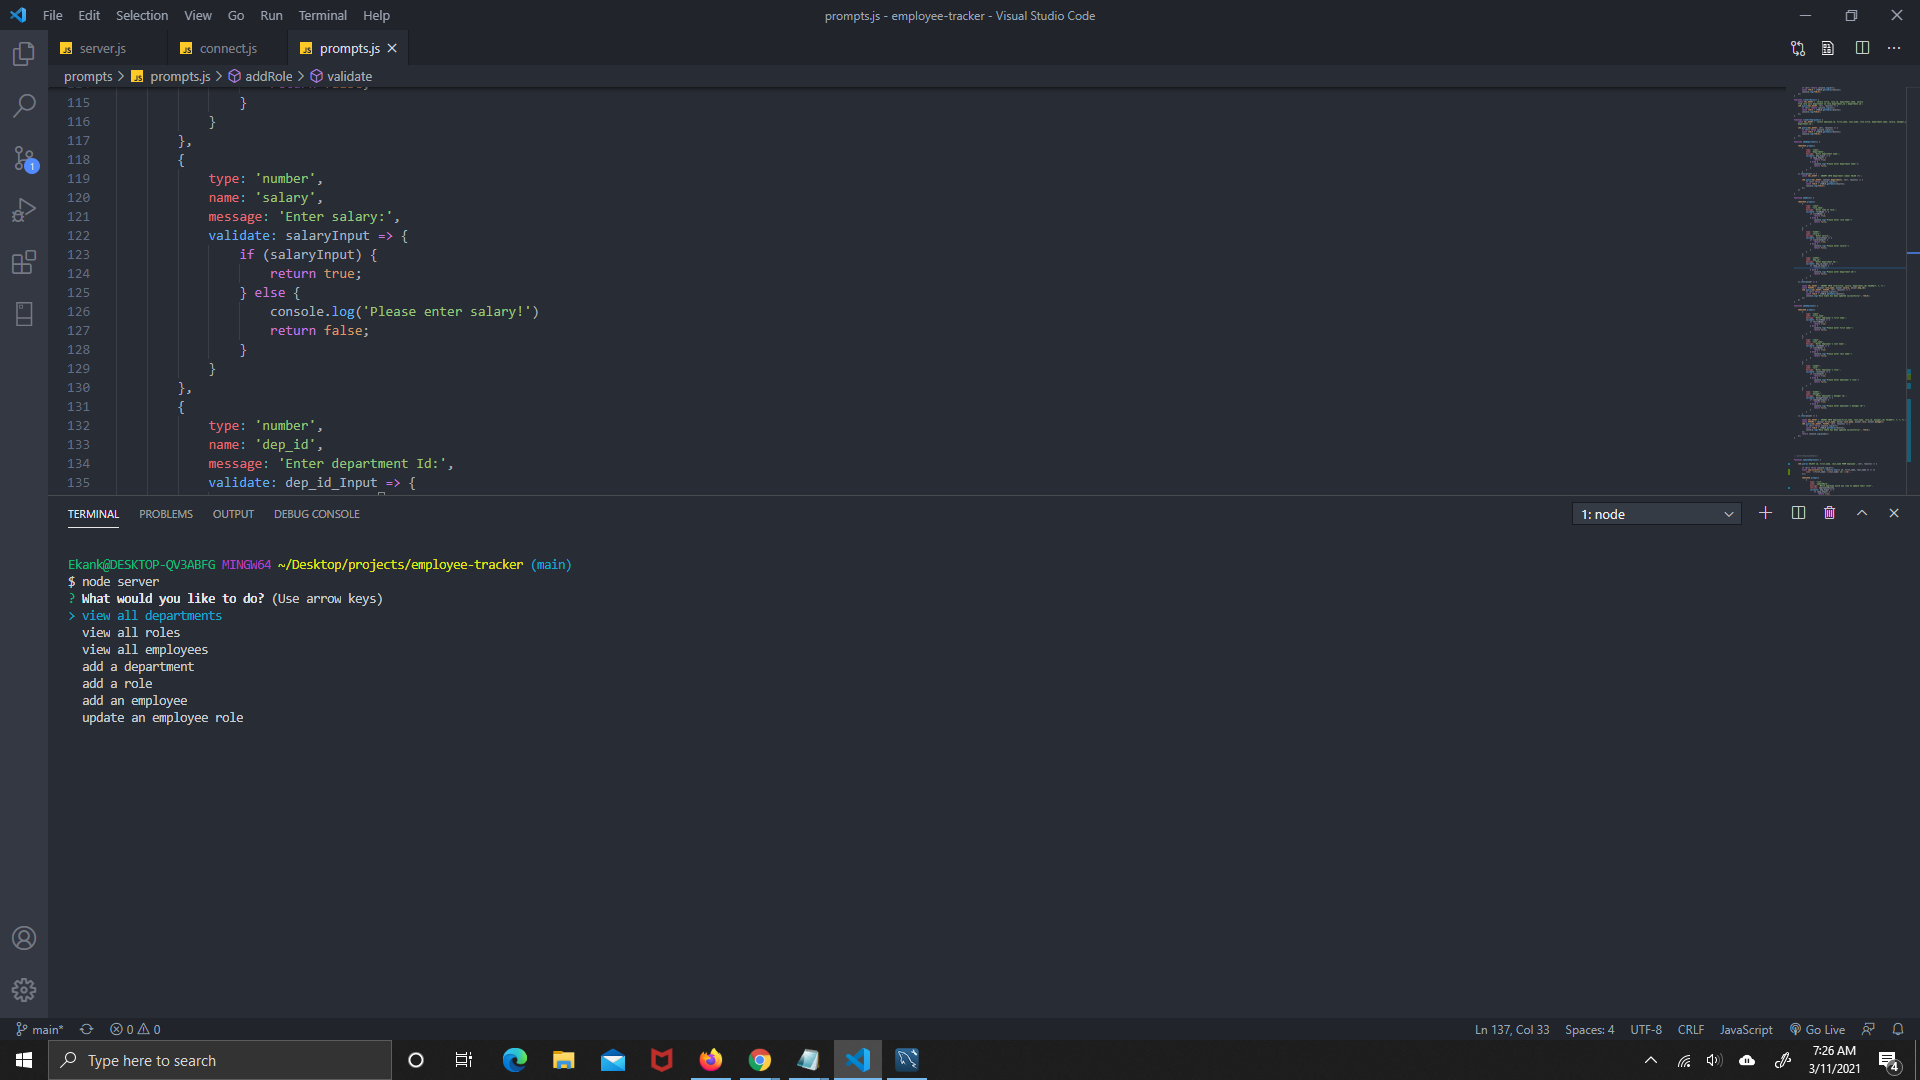 File Edit Selection View Go Run Terminal Help
prompts.js - employee-tracker - Visual Studio Code
JS server.js JS connect.js JS prompts.js
prompts > JS prompts.js > addRole > validate
115 }
116 }
117 },
118 {
119 type: 'number',
120 name: 'salary',
121 message: 'Enter salary:',
122 validate: salaryInput => {
123 if (salaryInput) {
124 return true;
125 } else {
126 console.log('Please enter salary!')
127 return false;
128 }
129 }
130 },
131 {
132 type: 'number',
133 name: 'dep_id',
134 message: 'Enter department Id:',
135 validate: dep_id_Input => {
TERMINAL PROBLEMS OUTPUT DEBUG CONSOLE
1: node
Ekank@DESKTOP-QV3ABFG MINGW64 ~/Desktop/projects/employee-tracker (main)
$ node server
? What would you like to do? (Use arrow keys)
> view all departments
view all roles
view all employees
add a department
add a role
add an employee
update an employee role
main* 0 0
Ln 137, Col 33 Spaces: 4 UTF-8 CRLF JavaScript Go Live
1
Type here to search
7:26 AM
3/11/2021
4